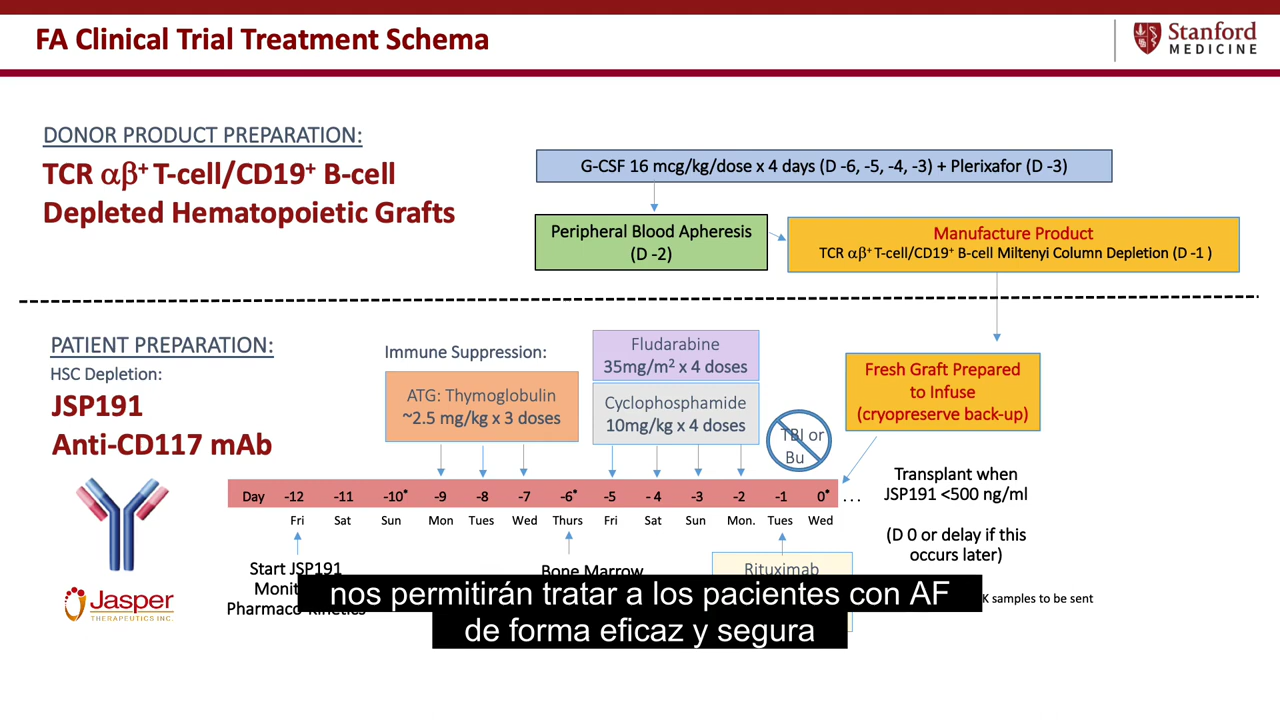 FA Clinical Trial Treatment Schema
Stanford
MEDICINE
DONOR PRODUCT PREPARATION:
TCR αβ+ T-cell/CD19+ B-cell
Depleted Hematopoietic Grafts
G-CSF 16 mcg/kg/dose x 4 days (D -6, -5, -4, -3) + Plerixafor (D -3)
Peripheral Blood Apheresis
(D -2)
Manufacture Product
TCR αβ+ T-cell/CD19+ B-cell Miltenyi Column Depletion (D -1 )
PATIENT PREPARATION:
HSC Depletion:
JSP191
Anti-CD117 mAb
Jasper
THERAPEUTICS INC.
Immune Suppression:
ATG: Thymoglobulin
~2.5 mg/kg x 3 doses
Fludarabine
35mg/m2 x 4 doses
Cyclophosphamide
10mg/kg x 4 doses
TBI or
Bu
Fresh Graft Prepared
to Infuse
(cryopreserve back-up)
Day -12 -11 -10* -9 -8 -7 -6* -5 - 4 -3 -2 -1 0* ...
Fri Sat Sun Mon Tues Wed Thurs Fri Sat Sun Mon. Tues Wed
Transplant when
JSP191 <500 ng/ml
(D 0 or delay if this
occurs later)
Start JSP191
Bone Marrow
Rituximab
K samples to be sent
nos permitirán tratar a los pacientes con AF
de forma eficaz y segura